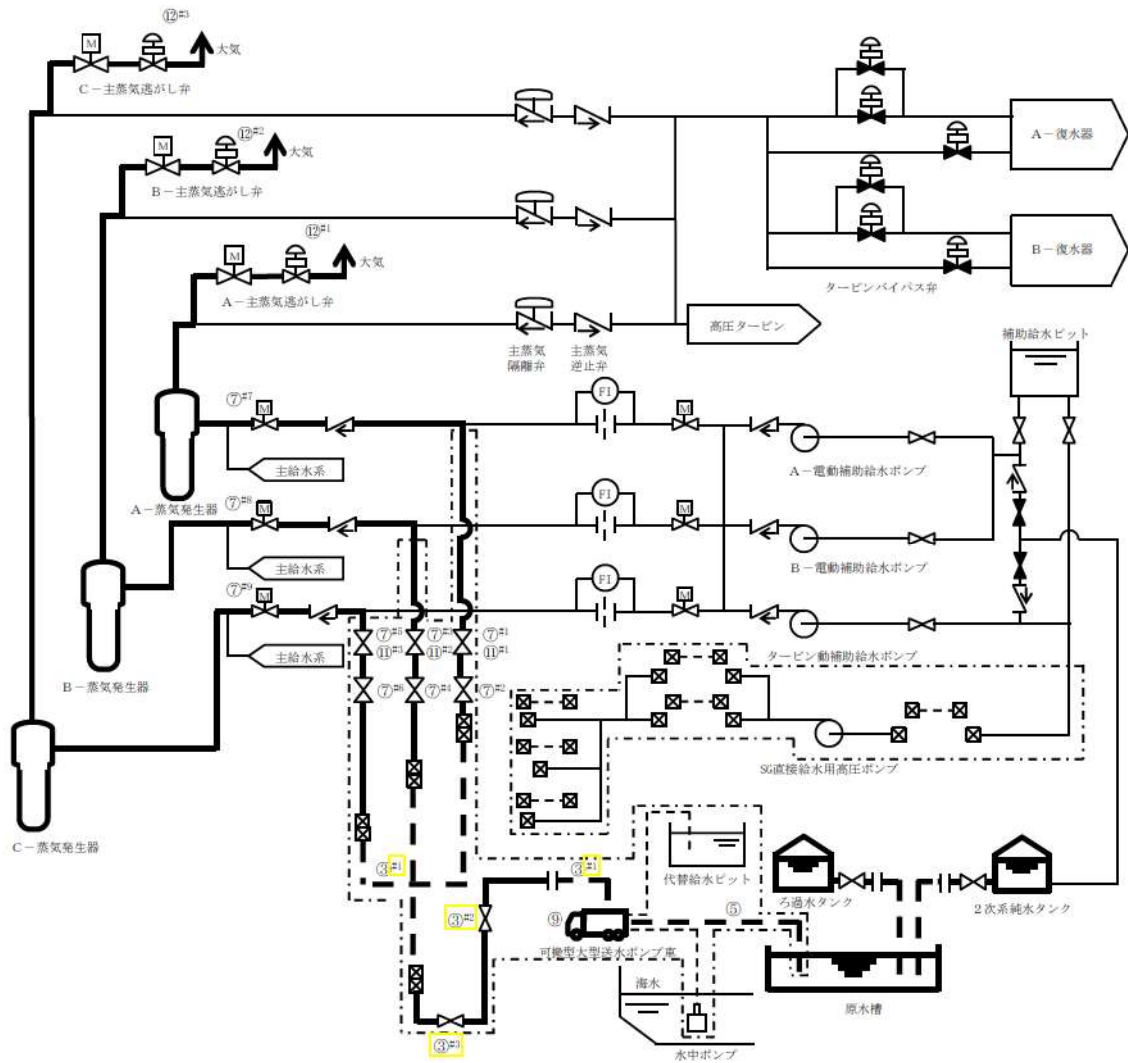 ⑫#3
M
大気
C－主蒸気逃がし弁
⑫#2
M
大気
B－主蒸気逃がし弁
⑫#1
M
大気
A－主蒸気逃がし弁
A－復水器
B－復水器
タービンバイパス弁
高圧タービン
主蒸気
隔離弁
主蒸気
逆止弁
補助給水ピット
⑦#7
M
FI
M
主給水系
A－電動補助給水ポンプ
A－蒸気発生器
⑦#8
M
FI
M
主給水系
B－電動補助給水ポンプ
⑦#9
M
FI
M
主給水系
タービン動補助給水ポンプ
B－蒸気発生器
⑦#5
⑪#3
⑦#3
⑪#2
⑦#1
⑪#1
⑦#6
⑦#4
⑦#2
SG直接給水用高圧ポンプ
C－蒸気発生器
③#1
③#1
代替給水ピット
ろ過水タンク
2次系純水タンク
③#2
⑨
⑤
可搬型大型送水ポンプ車
海水
原水槽
③#3
水中ポンプ